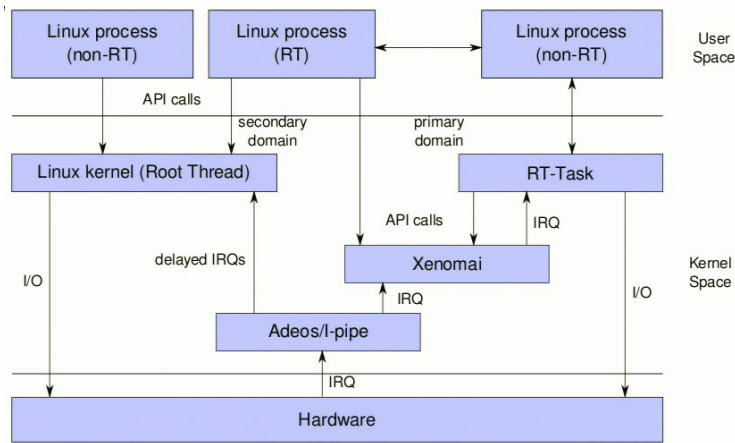 Linux process
(non-RT)
Linux process
(RT)
Linux process
(non-RT)
User
Space
API calls
secondary
domain
primary
domain
Linux kernel (Root Thread)
RT-Task
API calls
IRQ
delayed IRQs
Xenomai
I/O
I/O
Kernel
Space
IRQ
Adeos/I-pipe
IRQ
Hardware